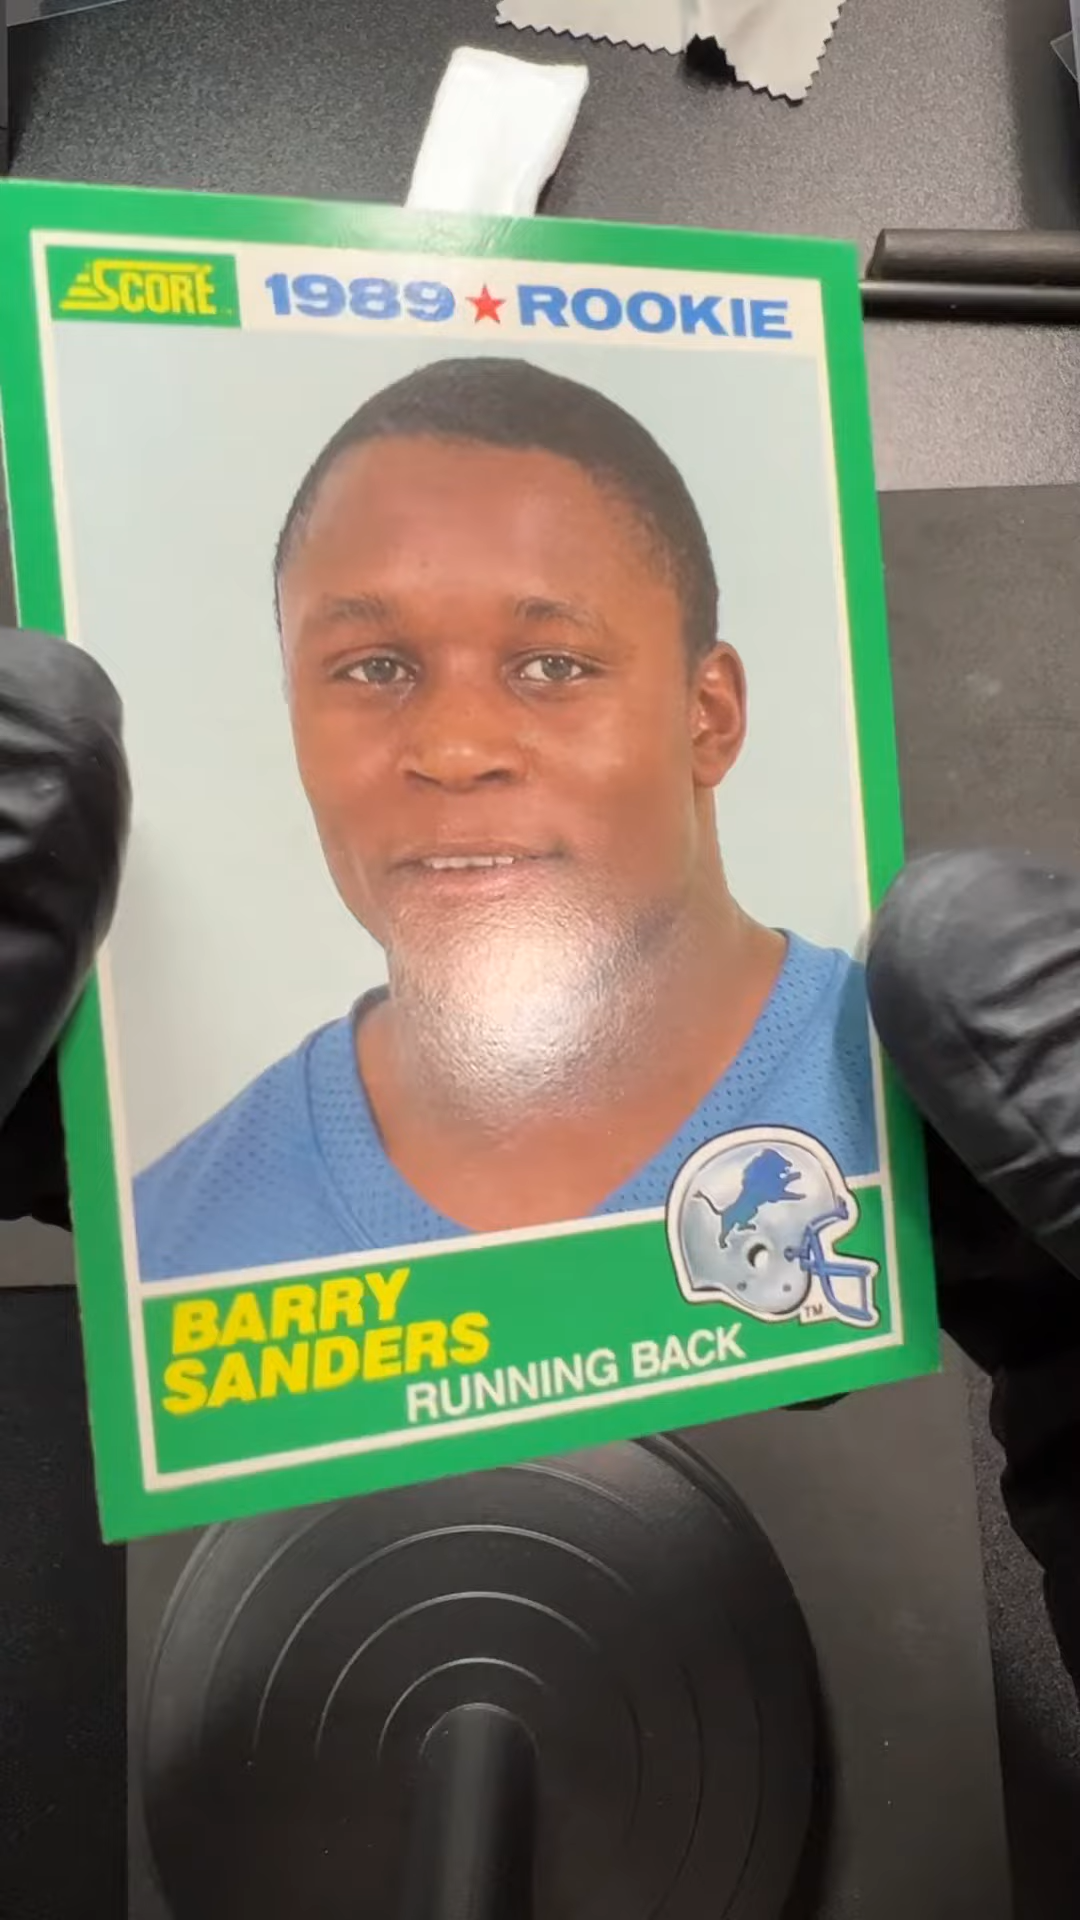 SCORE
1989 ★ ROOKIE
BARRY
SANDERS
RUNNING BACK
TM